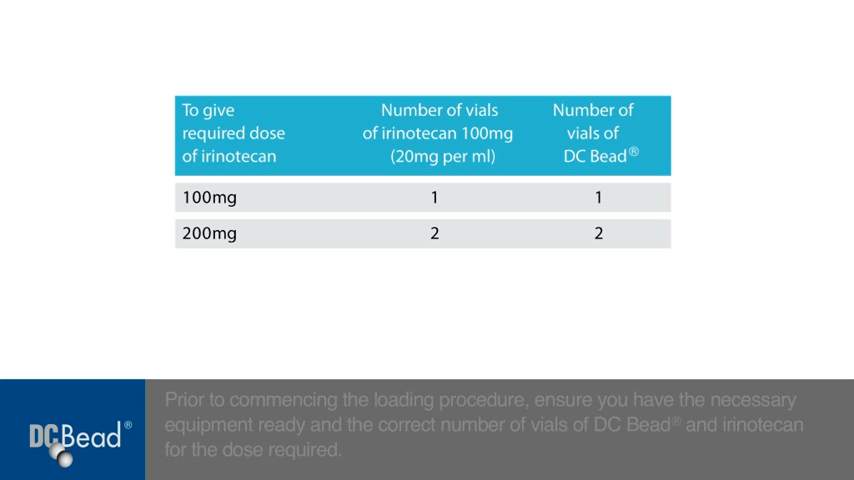 To give required dose of irinotecan
Number of vials of irinotecan 100mg (20mg per ml)
Number of vials of DC Bead®
100mg 1 1
200mg 2 2
DCBead®
Prior to commencing the loading procedure, ensure you have the necessary
equipment ready and the correct number of vials of DC Bead® and irinotecan
for the dose required.